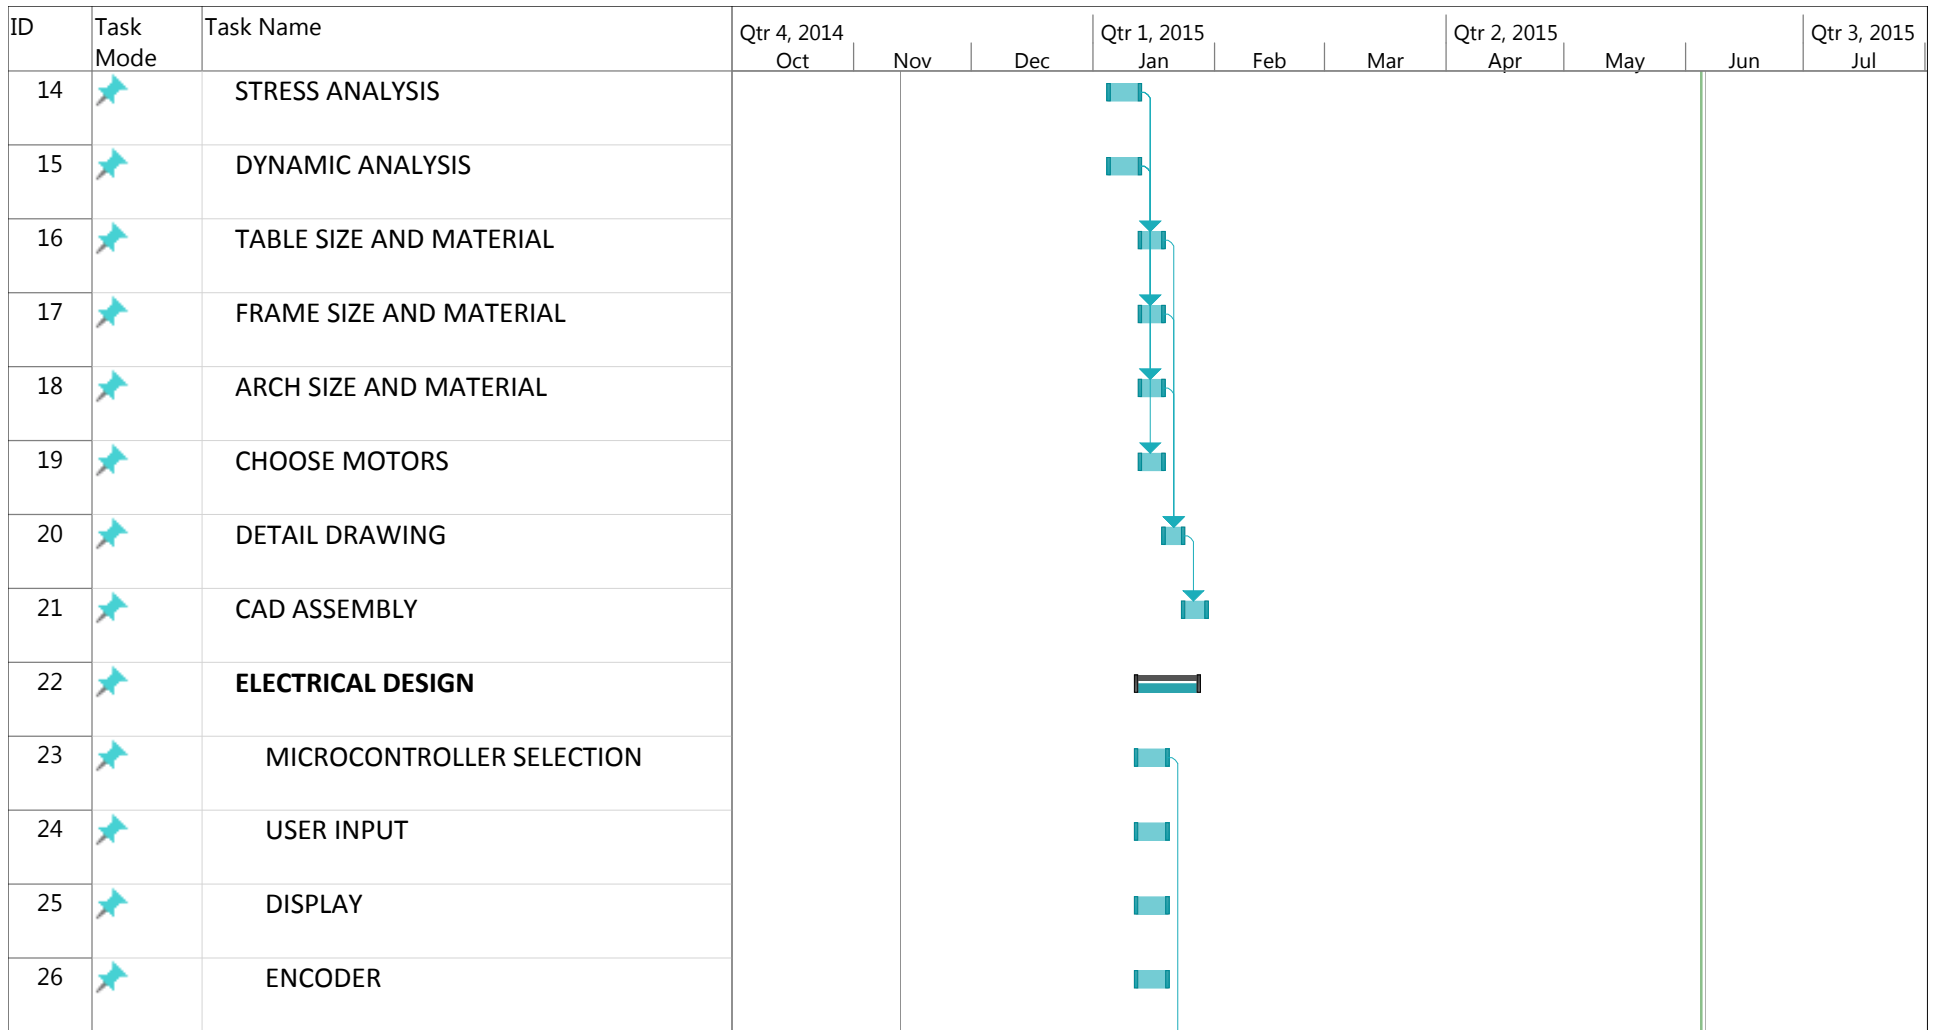 ID Task Mode Task Name Qtr 4, 2014 Qtr 1, 2015 Qtr 2, 2015 Qtr 3, 2015
Oct Nov Dec Jan Feb Mar Apr May Jun Jul
14 STRESS ANALYSIS
15 DYNAMIC ANALYSIS
16 TABLE SIZE AND MATERIAL
17 FRAME SIZE AND MATERIAL
18 ARCH SIZE AND MATERIAL
19 CHOOSE MOTORS
20 DETAIL DRAWING
21 CAD ASSEMBLY
22 ELECTRICAL DESIGN
23 MICROCONTROLLER SELECTION
24 USER INPUT
25 DISPLAY
26 ENCODER